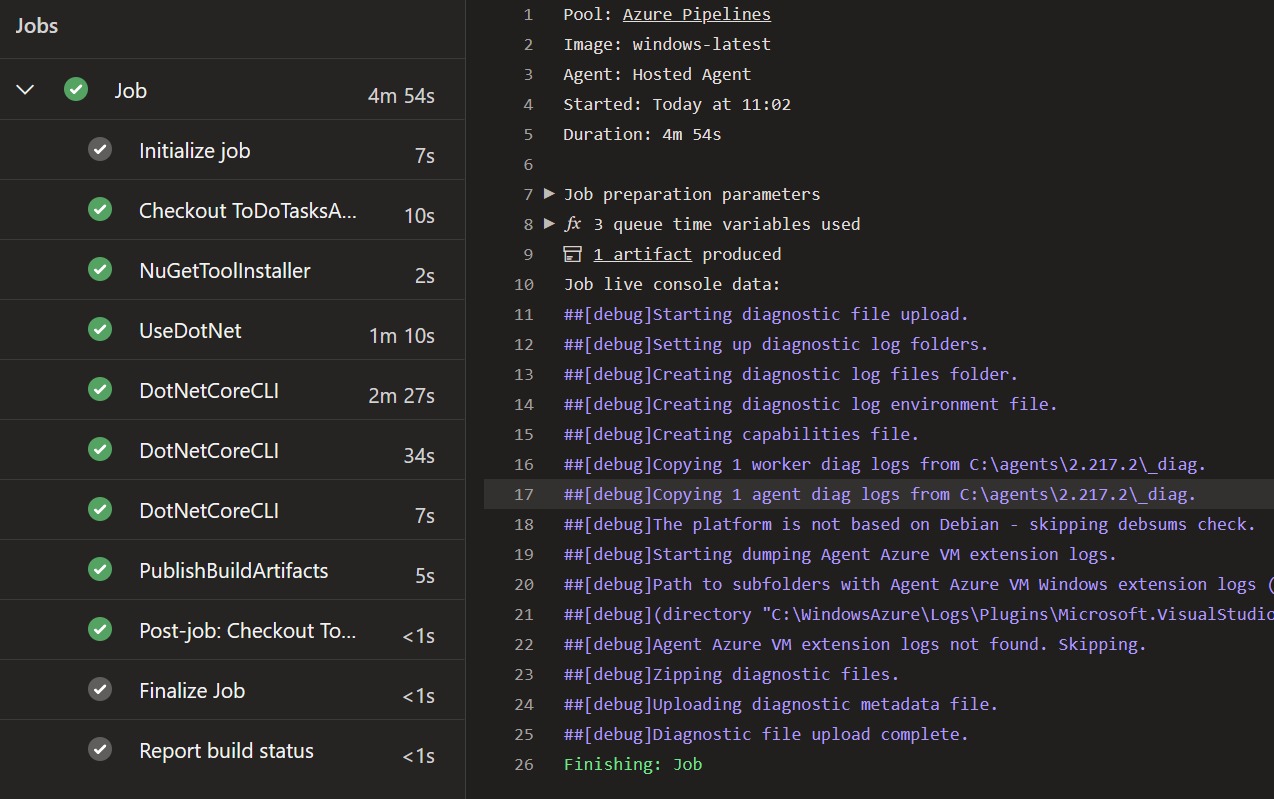 Jobs
Job 4m 54s
Initialize job 7s
Checkout ToDoTasksA... 10s
NuGetToolInstaller 2s
UseDotNet 1m 10s
DotNetCoreCLI 2m 27s
DotNetCoreCLI 34s
DotNetCoreCLI 7s
PublishBuildArtifacts 5s
Post-job: Checkout To... <1s
Finalize Job <1s
Report build status <1s
1 Pool: Azure Pipelines
2 Image: windows-latest
3 Agent: Hosted Agent
4 Started: Today at 11:02
5 Duration: 4m 54s
6
7 Job preparation parameters
8 fx 3 queue time variables used
9 1 artifact produced
10 Job live console data:
11 ##[debug]Starting diagnostic file upload.
12 ##[debug]Setting up diagnostic log folders.
13 ##[debug]Creating diagnostic log files folder.
14 ##[debug]Creating diagnostic log environment file.
15 ##[debug]Creating capabilities file.
16 ##[debug]Copying 1 worker diag logs from C:\agents\2.217.2\_diag.
17 ##[debug]Copying 1 agent diag logs from C:\agents\2.217.2\_diag.
18 ##[debug]The platform is not based on Debian - skipping debsums check.
19 ##[debug]Starting dumping Agent Azure VM extension logs.
20 ##[debug]Path to subfolders with Agent Azure VM Windows extension logs (
21 ##[debug](directory "C:\WindowsAzure\Logs\Plugins\Microsoft.VisualStudio
22 ##[debug]Agent Azure VM extension logs not found. Skipping.
23 ##[debug]Zipping diagnostic files.
24 ##[debug]Uploading diagnostic metadata file.
25 ##[debug]Diagnostic file upload complete.
26 Finishing: Job